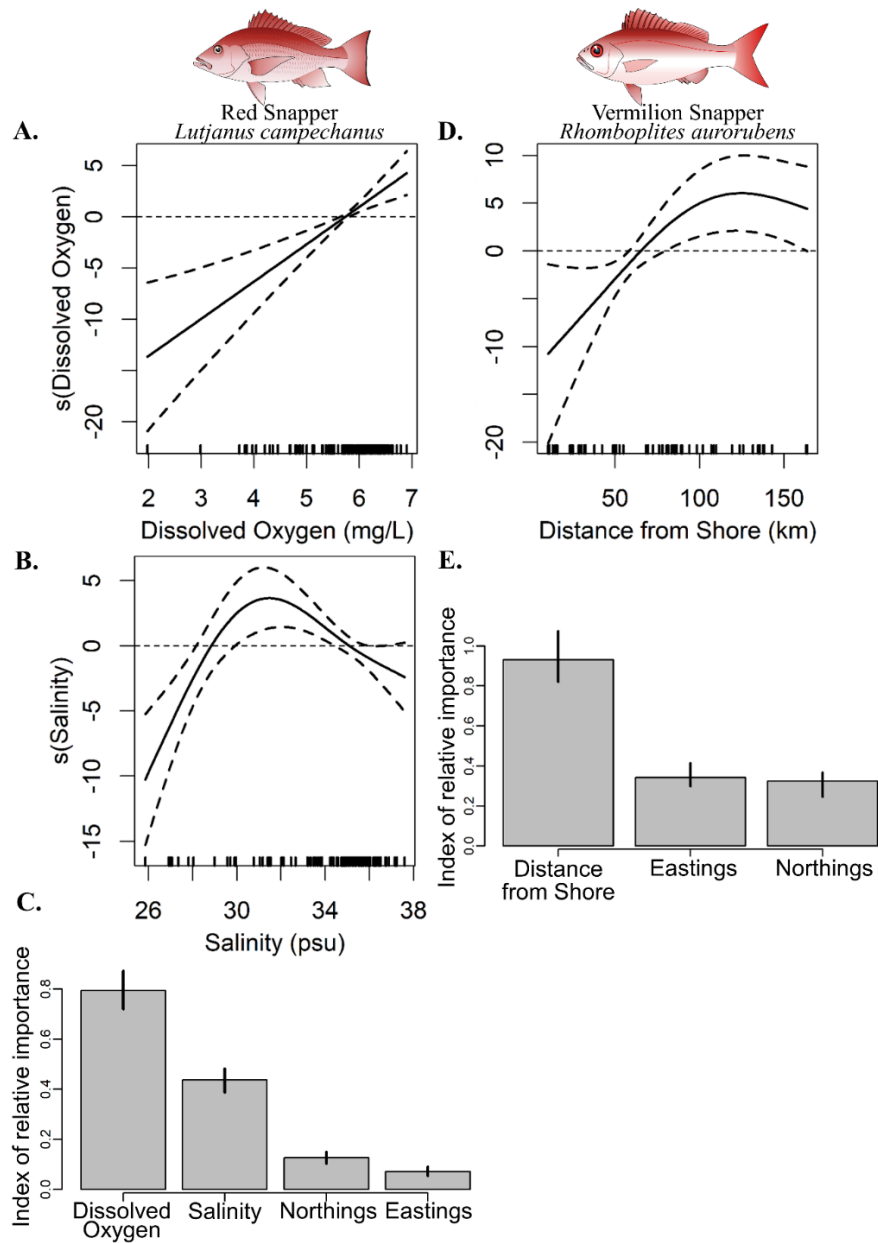 Red Snapper
Lutjanus campechanus
A.
s(Dissolved Oxygen)
5
0
-5
-10
-20
2 3 4 5 6 7
Dissolved Oxygen (mg/L)
B.
s(Salinity)
5
0
-5
-10
-15
26 30 34 38
Salinity (psu)
C.
Index of relative importance
0.8
0.6
0.4
0.2
0.0
Dissolved
Oxygen
Salinity
Northings
Eastings
Vermilion Snapper
Rhomboplites aurorubens
D.
10
5
0
-10
-20
50 100 150
Distance from Shore (km)
E.
Index of relative importance
1.0
0.8
0.6
0.4
0.2
0.0
Distance
from Shore
Eastings
Northings